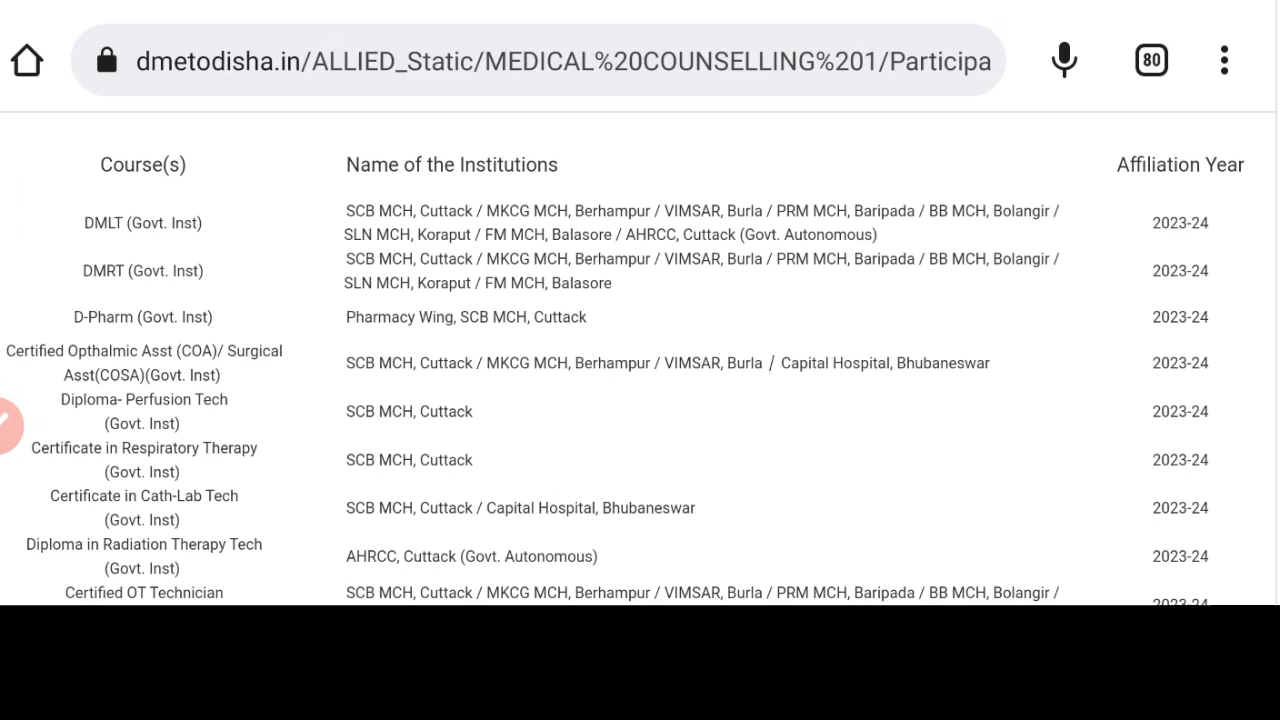 dmetodisha.in/ALLIED_Static/MEDICAL%20COUNSELLING%201/Participa
80
Course(s) Name of the Institutions Affiliation Year
DMLT (Govt. Inst) SCB MCH, Cuttack / MKCG MCH, Berhampur / VIMSAR, Burla / PRM MCH, Baripada / BB MCH, Bolangir /
SLN MCH, Koraput / FM MCH, Balasore / AHRCC, Cuttack (Govt. Autonomous) 2023-24
DMRT (Govt. Inst) SCB MCH, Cuttack / MKCG MCH, Berhampur / VIMSAR, Burla / PRM MCH, Baripada / BB MCH, Bolangir /
SLN MCH, Koraput / FM MCH, Balasore 2023-24
D-Pharm (Govt. Inst) Pharmacy Wing, SCB MCH, Cuttack 2023-24
Certified Opthalmic Asst (COA)/ Surgical
Asst(COSA)(Govt. Inst) SCB MCH, Cuttack / MKCG MCH, Berhampur / VIMSAR, Burla / Capital Hospital, Bhubaneswar 2023-24
Diploma- Perfusion Tech
(Govt. Inst) SCB MCH, Cuttack 2023-24
Certificate in Respiratory Therapy
(Govt. Inst) SCB MCH, Cuttack 2023-24
Certificate in Cath-Lab Tech
(Govt. Inst) SCB MCH, Cuttack / Capital Hospital, Bhubaneswar 2023-24
Diploma in Radiation Therapy Tech
(Govt. Inst) AHRCC, Cuttack (Govt. Autonomous) 2023-24
Certified OT Technician SCB MCH, Cuttack / MKCG MCH, Berhampur / VIMSAR, Burla / PRM MCH, Baripada / BB MCH, Bolangir /
2023-24